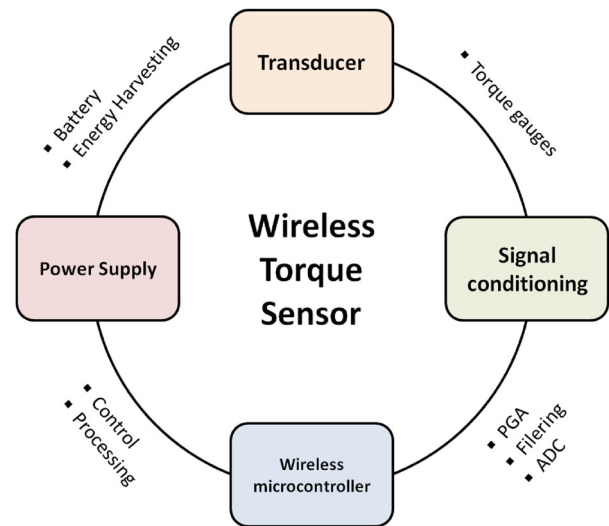 Transducer
▪ Battery
▪ Energy Harvesting
▪ Torque gauges
Wireless
Torque
Sensor
Power Supply
Signal
conditioning
▪ Control
▪ Processing
▪ PGA
▪ Filering
▪ ADC
Wireless
microcontroller